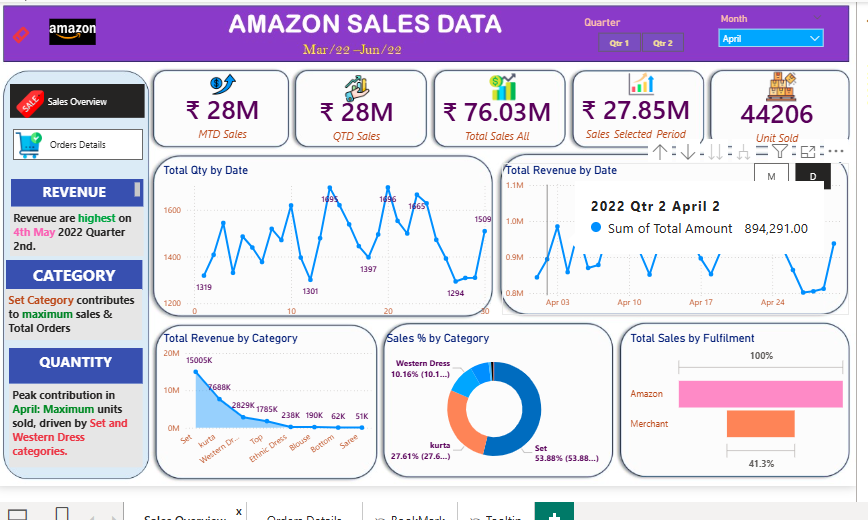 amazon
AMAZON SALES DATA
Mar/22 –Jun/22
Quarter
Qtr 1
Qtr 2
Month
April
SALE
Sales Overview
Orders Details
REVENUE
Revenue are highest on
4th May 2022 Quarter
2nd.
CATEGORY
Set Category contributes
to maximum sales &
Total Orders
QUANTITY
Peak contribution in
April: Maximum units
sold, driven by Set and
Western Dress
categories.
₹ 28M
MTD Sales
₹ 28M
QTD Sales
₹ 76.03M
Total Sales All
₹ 27.85M
Sales Selected Period
44206
Unit Sold
Total Qty by Date
1600
1400
1200
1319
1301
1695
1397
1696
1665
1294
1509
0
10
20
30
Total Revenue by Date
M
D
1.1M
1.0M
0.9M
0.8M
2022 Qtr 2 April 2
Sum of Total Amount 894,291.00
Apr 03
Apr 10
Apr 17
Apr 24
Total Revenue by Category
20M
10M
0M
15005K
7688K
2829K
1785K
238K
190K
62K
51K
Set
kurta
Western Dr...
Top
Ethnic Dress
Blouse
Bottom
Saree
Sales % by Category
Western Dress
10.16% (10.1...)
kurta
27.61% (27.6...)
Set
53.88% (53.88...)
Total Sales by Fulfilment
100%
Amazon
Merchant
41.3%
Sales Overview
x
Orders Details
BookMark
Tooltip